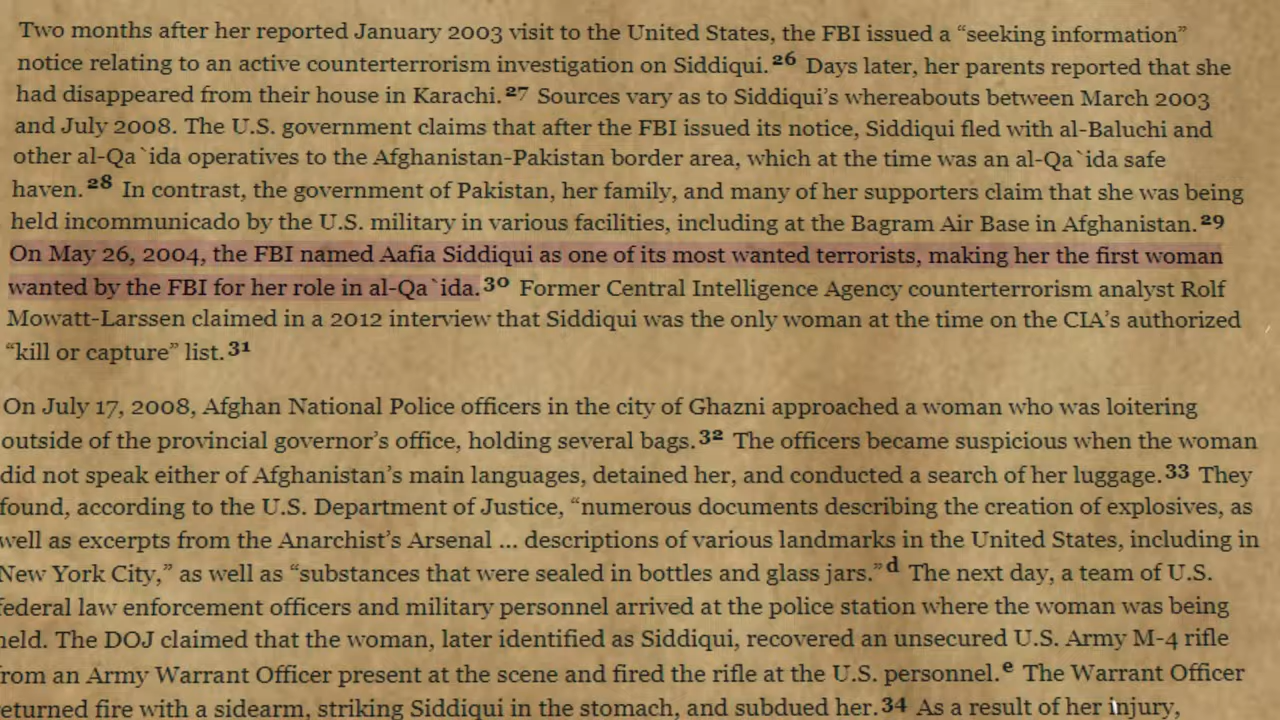 Two months after her reported January 2003 visit to the United States, the FBI issued a “seeking information”
notice relating to an active counterterrorism investigation on Siddiqui.26 Days later, her parents reported that she
had disappeared from their house in Karachi.27 Sources vary as to Siddiqui’s whereabouts between March 2003
and July 2008. The U.S. government claims that after the FBI issued its notice, Siddiqui fled with al-Baluchi and
other al-Qa`ida operatives to the Afghanistan-Pakistan border area, which at the time was an al-Qa`ida safe
haven.28 In contrast, the government of Pakistan, her family, and many of her supporters claim that she was being
held incommunicado by the U.S. military in various facilities, including at the Bagram Air Base in Afghanistan.29
On May 26, 2004, the FBI named Aafia Siddiqui as one of its most wanted terrorists, making her the first woman
wanted by the FBI for her role in al-Qa`ida.30 Former Central Intelligence Agency counterterrorism analyst Rolf
Mowatt-Larssen claimed in a 2012 interview that Siddiqui was the only woman at the time on the CIA’s authorized
“kill or capture” list.31
On July 17, 2008, Afghan National Police officers in the city of Ghazni approached a woman who was loitering
outside of the provincial governor’s office, holding several bags.32 The officers became suspicious when the woman
did not speak either of Afghanistan’s main languages, detained her, and conducted a search of her luggage.33 They
found, according to the U.S. Department of Justice, “numerous documents describing the creation of explosives, as
well as excerpts from the Anarchist’s Arsenal ... descriptions of various landmarks in the United States, including in
New York City,” as well as “substances that were sealed in bottles and glass jars.”d The next day, a team of U.S.
federal law enforcement officers and military personnel arrived at the police station where the woman was being
held. The DOJ claimed that the woman, later identified as Siddiqui, recovered an unsecured U.S. Army M-4 rifle
from an Army Warrant Officer present at the scene and fired the rifle at the U.S. personnel.e The Warrant Officer
returned fire with a sidearm, striking Siddiqui in the stomach, and subdued her.34 As a result of her injury,